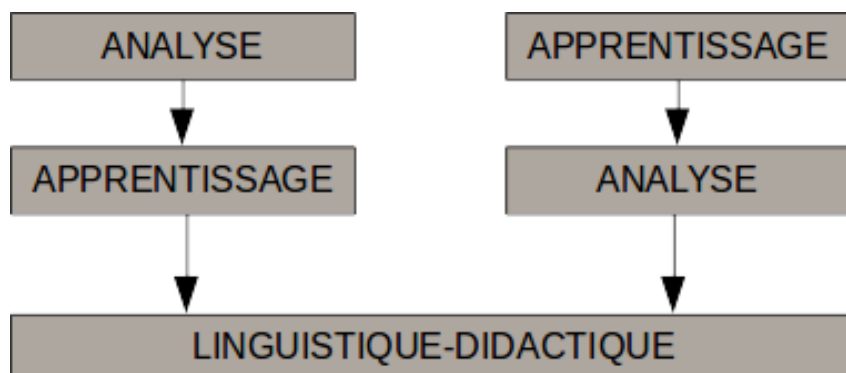 ANALYSE
APPRENTISSAGE
APPRENTISSAGE
ANALYSE
LINGUISTIQUE-DIDACTIQUE